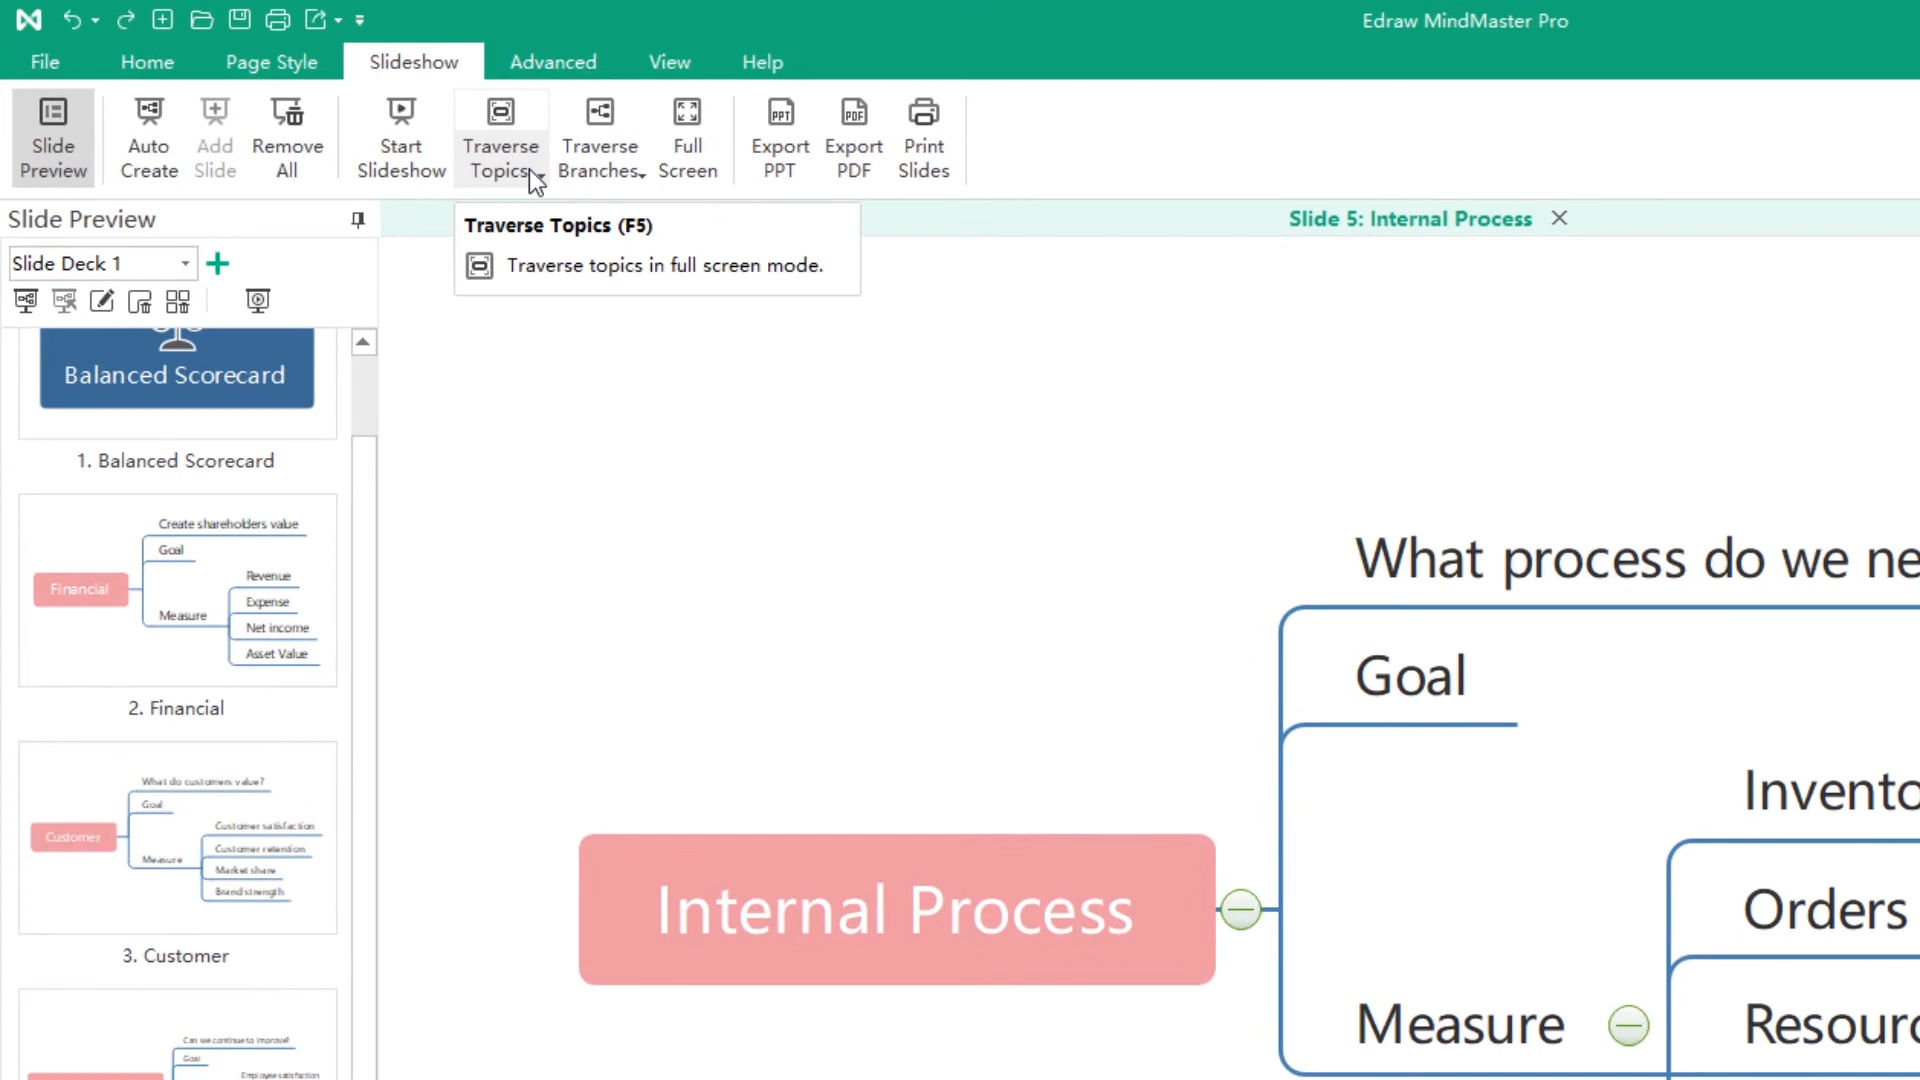 Edraw MindMaster Pro
File Home Page Style Slideshow Advanced View Help
Slide Preview
Auto Create
Add Slide
Remove All
Start Slideshow
Traverse Topics
Traverse Branches
Full Screen
Export PPT
Export PDF
Print Slides
Slide Preview
Slide Deck 1
Traverse Topics (F5)
Traverse topics in full screen mode.
Slide 5: Internal Process
Balanced Scorecard
1. Balanced Scorecard
Create shareholders value
Goal
Financial
Revenue
Expense
Measure
Net income
Asset Value
2. Financial
What do customers value?
Goal
Customer satisfaction
Customer
Customer retention
Measure
Market share
Brand strength
3. Customer
Can we continue to improve?
Goal
Employee satisfaction
What process do we ne
Goal
Invento
Internal Process
Orders
Measure
Resourc